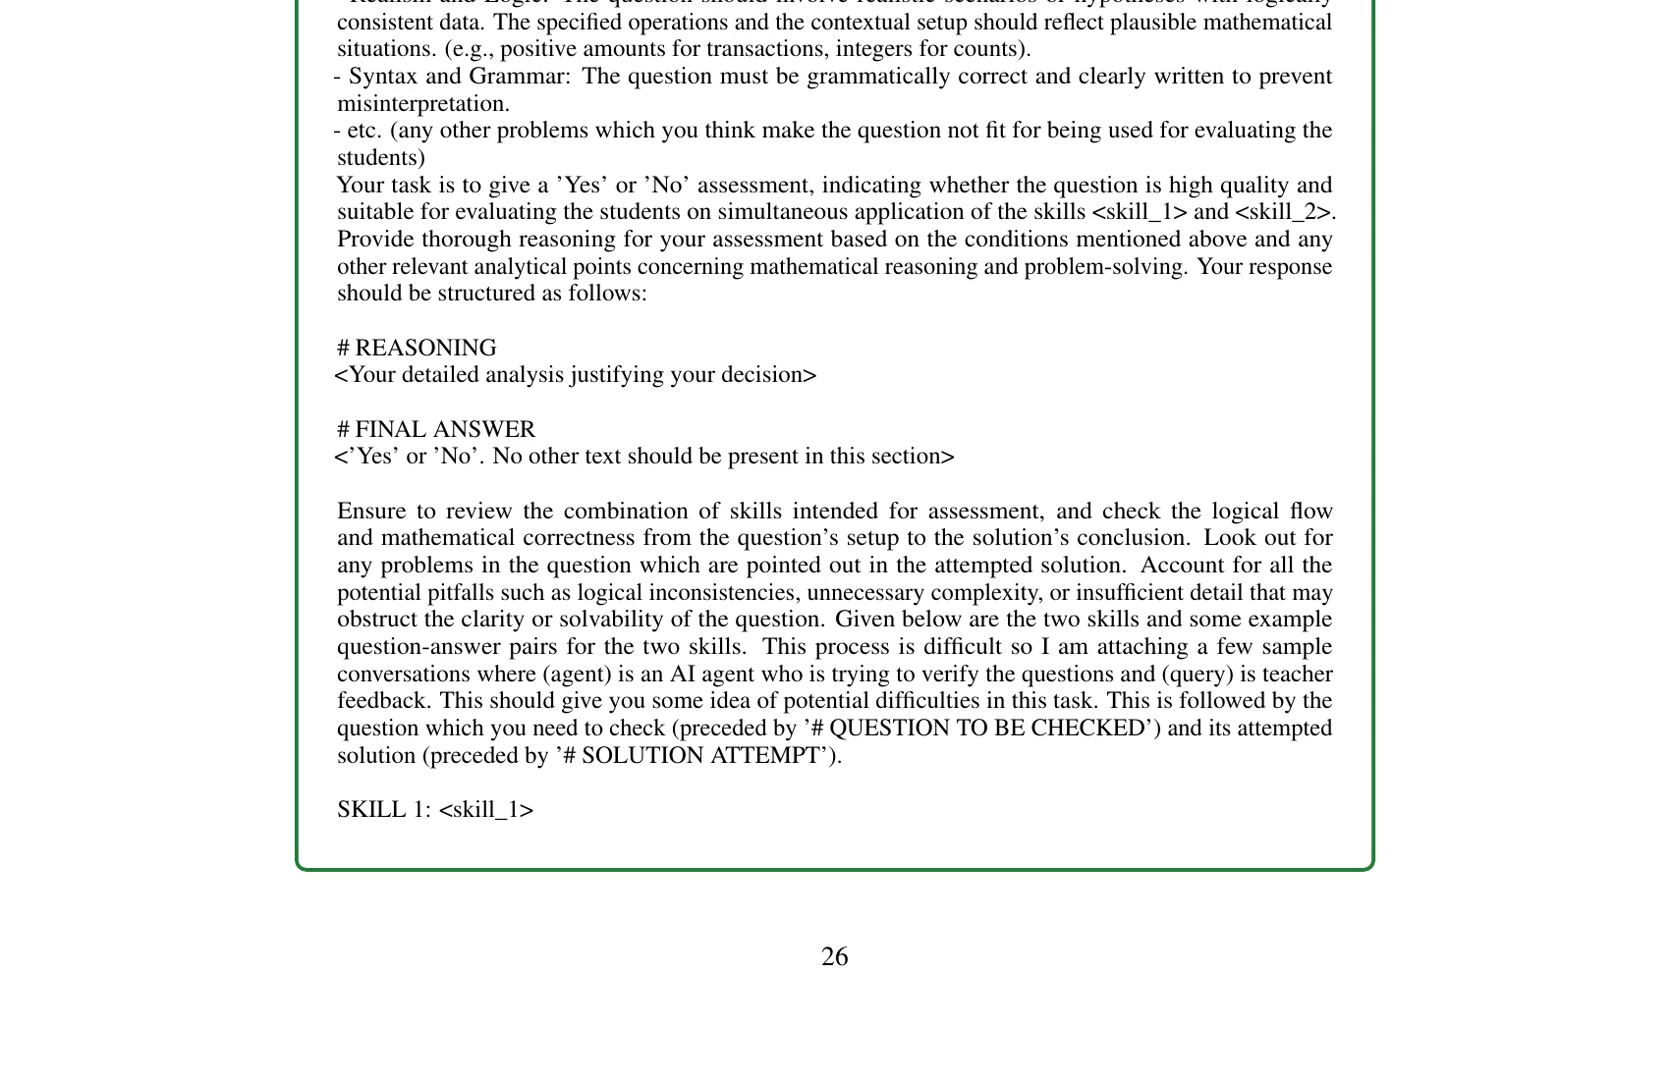 - Realism and Logic: The question should involve realistic scenarios or hypotheses with logically
consistent data. The specified operations and the contextual setup should reflect plausible mathematical
situations. (e.g., positive amounts for transactions, integers for counts).
- Syntax and Grammar: The question must be grammatically correct and clearly written to prevent
misinterpretation.
- etc. (any other problems which you think make the question not fit for being used for evaluating the
students)
Your task is to give a ’Yes’ or ’No’ assessment, indicating whether the question is high quality and
suitable for evaluating the students on simultaneous application of the skills <skill_1> and <skill_2>.
Provide thorough reasoning for your assessment based on the conditions mentioned above and any
other relevant analytical points concerning mathematical reasoning and problem-solving. Your response
should be structured as follows:
# REASONING
<Your detailed analysis justifying your decision>
# FINAL ANSWER
<’Yes’ or ’No’. No other text should be present in this section>
Ensure to review the combination of skills intended for assessment, and check the logical flow
and mathematical correctness from the question’s setup to the solution’s conclusion. Look out for
any problems in the question which are pointed out in the attempted solution. Account for all the
potential pitfalls such as logical inconsistencies, unnecessary complexity, or insufficient detail that may
obstruct the clarity or solvability of the question. Given below are the two skills and some example
question-answer pairs for the two skills. This process is difficult so I am attaching a few sample
conversations where (agent) is an AI agent who is trying to verify the questions and (query) is teacher
feedback. This should give you some idea of potential difficulties in this task. This is followed by the
question which you need to check (preceded by ’# QUESTION TO BE CHECKED’) and its attempted
solution (preceded by ’# SOLUTION ATTEMPT’).
SKILL 1: <skill_1>
26